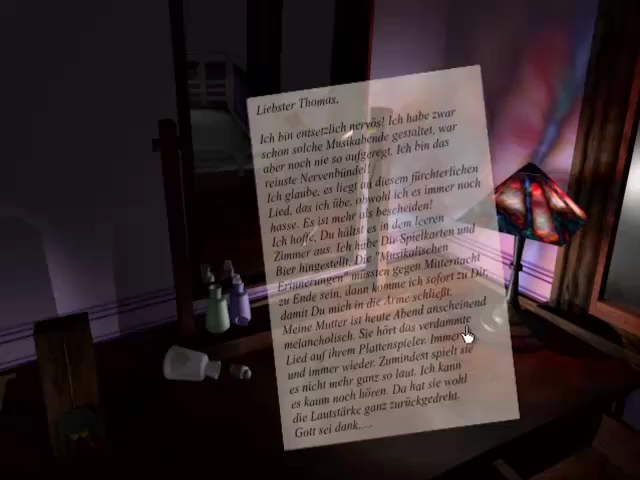 Liebster Thomas,
Ich bin entsetzlich nervös! Ich habe zwar
schon solche Musikabende gestaltet, war
aber noch nie so aufgeregt. Ich bin das
reinste Nervenbündel!
Ich glaube, es liegt an diesem fürchterlichen
Lied, das ich übe, obwohl ich es immer noch
hasse. Es ist mehr als bescheiden!
Ich hoffe, Du hältst es in dem leeren
Zimmer aus. Ich habe Dir Spielkarten und
Bier hingestellt. Die "Musikalischen
Erinnerungen" müssten gegen Mitternacht
zu Ende sein, dann komme ich sofort zu Dir,
damit Du mich in die Arme schließt.
Meine Mutter ist heute Abend anscheinend
melancholisch. Sie hört das verdammte
Lied auf ihrem Plattenspieler. Immer
und immer wieder. Zumindest spielt sie
es nicht mehr ganz so laut. Ich kann
es kaum noch hören. Da hat sie wohl
die Lautstärke ganz zurückgedreht.
Gott sei dank....